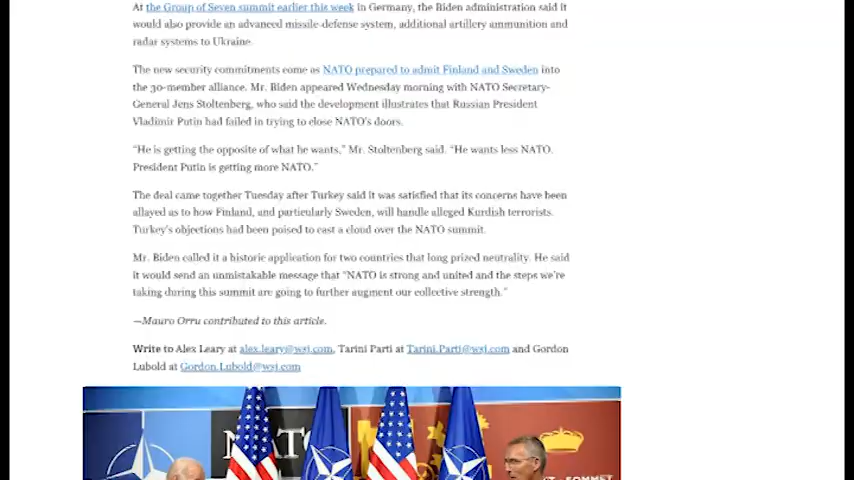 At the Group of Seven summit earlier this week in Germany, the Biden administration said it
would also provide an advanced missile-defense system, additional artillery ammunition and
radar systems to Ukraine.
The new security commitments come as NATO prepared to admit Finland and Sweden into
the 30-member alliance. Mr. Biden appeared Wednesday morning with NATO Secretary-
General Jens Stoltenberg, who said the development illustrates that Russian President
Vladimir Putin had failed in trying to close NATO's doors.
“He is getting the opposite of what he wants,” Mr. Stoltenberg said. “He wants less NATO.
President Putin is getting more NATO.”
The deal came together Tuesday after Turkey said it was satisfied that its concerns have been
allayed as to how Finland, and particularly Sweden, will handle alleged Kurdish terrorists.
Turkey's objections had been poised to cast a cloud over the NATO summit.
Mr. Biden called it a historic application for two countries that long prized neutrality. He said
it would send an unmistakable message that “NATO is strong and united and the steps we're
taking during this summit are going to further augment our collective strength.”
—Mauro Orru contributed to this article.
Write to Alex Leary at alex.leary@wsj.com, Tarini Parti at Tarini.Parti@wsj.com and Gordon
Lubold at Gordon.Lubold@wsj.com
NATO
SOMMET